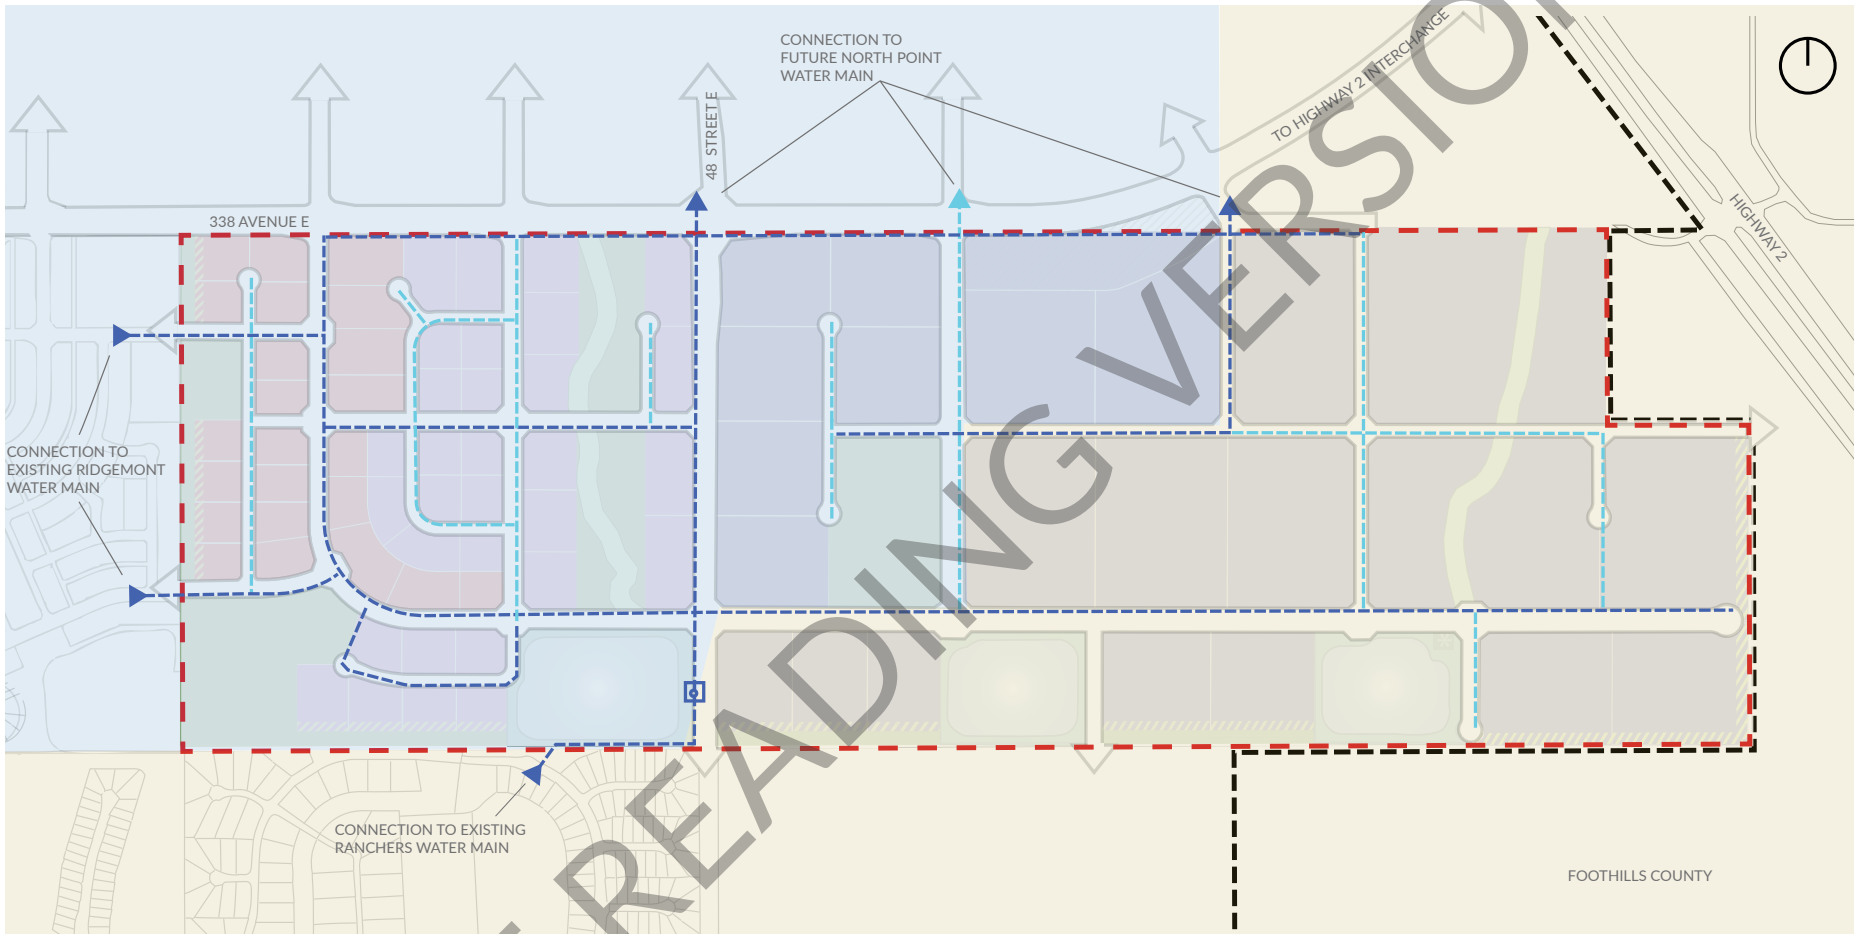 CONNECTION TO
FUTURE NORTH POINT
WATER MAIN
TO HIGHWAY 2 INTERCHANGE
48 STREET E
338 AVENUE E
HIGHWAY 2
CONNECTION TO
EXISTING RIDGEMONT
WATER MAIN
CONNECTION TO EXISTING
RANCHERS WATER MAIN
FOOTHILLS COUNTY
READING VERSIO